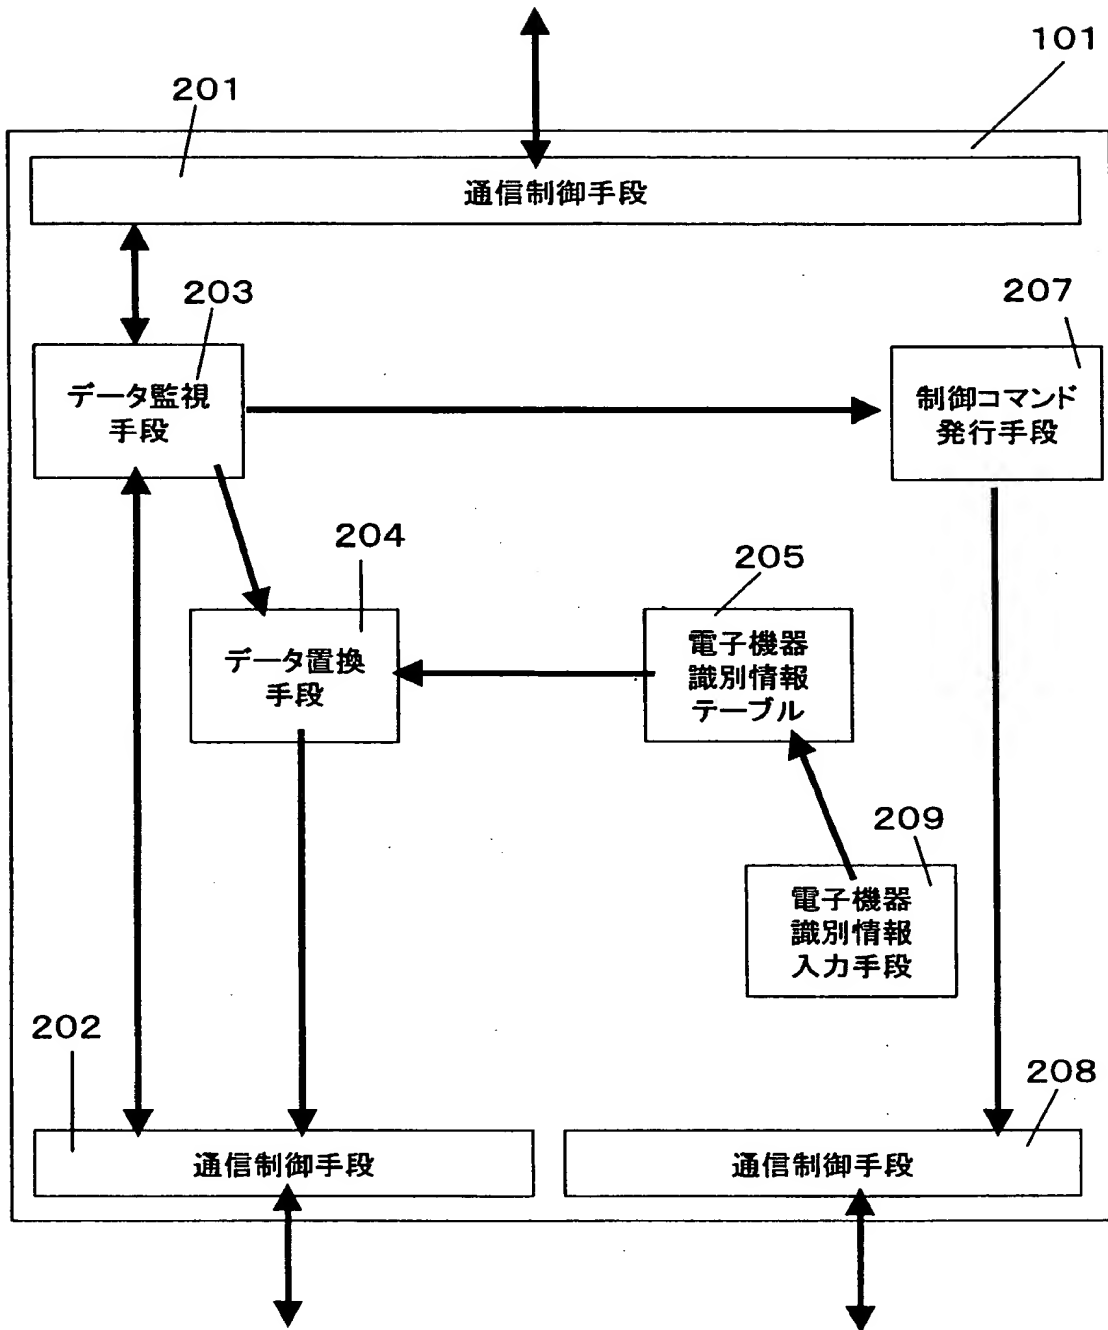 101
201
通信制御手段
203
207
データ監視
手段
制御コマンド
発行手段
204
205
データ置換
手段
電子機器
識別情報
テーブル
209
電子機器
識別情報
入力手段
202
208
通信制御手段
通信制御手段